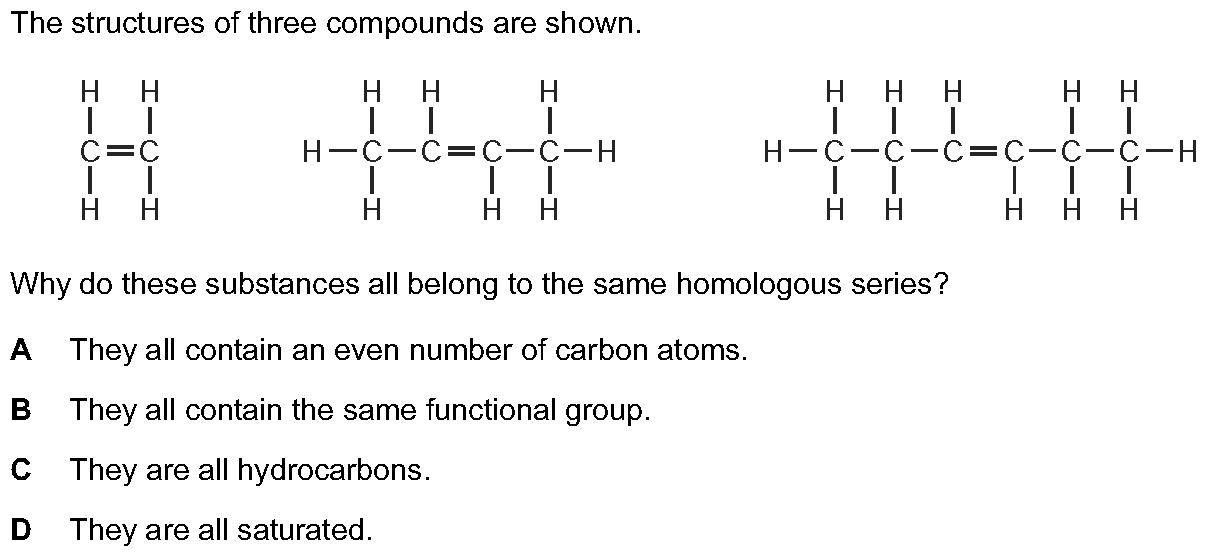 The structures of three compounds are shown.
H H H H H H H H H H
C=C H–C–C=C–C–H H–C–C–C=C–C–C–H
H H H H H H H H H H
Why do these substances all belong to the same homologous series?
A They all contain an even number of carbon atoms.
B They all contain the same functional group.
C They are all hydrocarbons.
D They are all saturated.